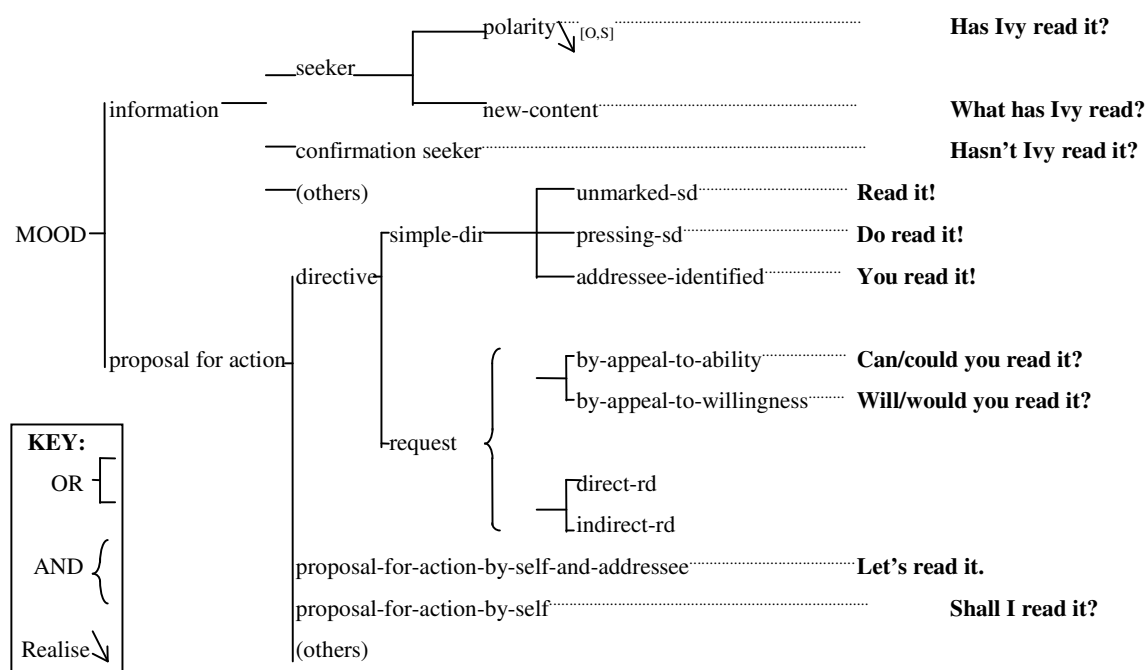 polarity [O,S] Has Ivy read it?
seeker
information
new-content What has Ivy read?
confirmation seeker Hasn't Ivy read it?
(others)
unmarked-sd Read it!
MOOD simple-dir pressing-sd Do read it!
directive addressee-identified You read it!
proposal for action by-appeal-to-ability Can/could you read it?
by-appeal-to-willingness Will/would you read it?
KEY: request
OR direct-rd
indirect-rd
AND proposal-for-action-by-self-and-addressee Let's read it.
proposal-for-action-by-self Shall I read it?
Realise (others)